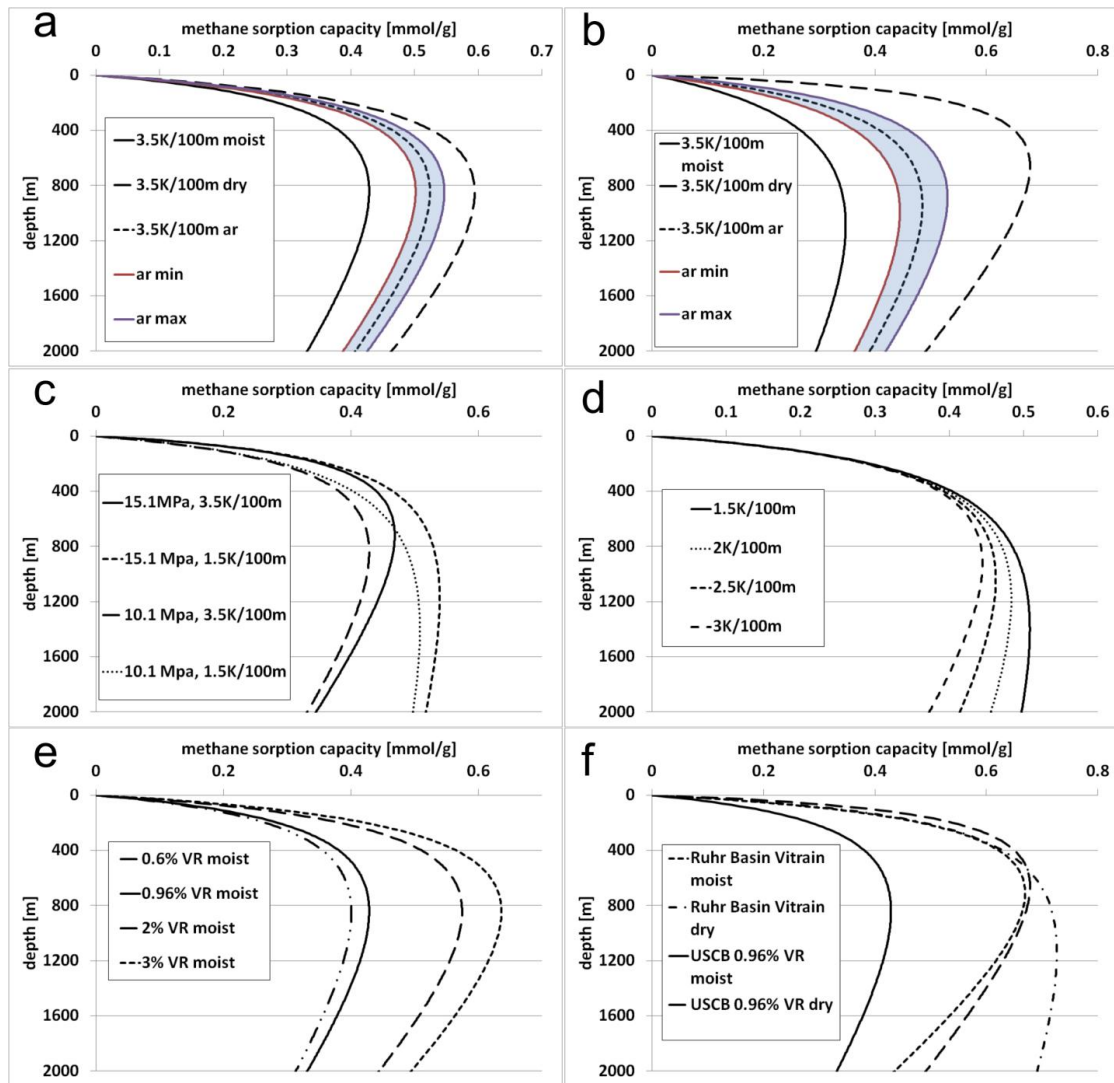 a
methane sorption capacity [mmol/g]
0 0.1 0.2 0.3 0.4 0.5 0.6 0.7
depth [m]
0
400
800
1200
1600
2000
3.5K/100m moist
3.5K/100m dry
3.5K/100m ar
ar min
ar max
b
methane sorption capacity [mmol/g]
0 0.2 0.4 0.6 0.8
depth [m]
0
400
800
1200
1600
2000
3.5K/100m
moist
3.5K/100m dry
3.5K/100m ar
ar min
ar max
c
methane sorption capacity [mmol/g]
0 0.2 0.4 0.6
depth [m]
0
400
800
1200
1600
2000
15.1MPa, 3.5K/100m
15.1 Mpa, 1.5K/100m
10.1 Mpa, 3.5K/100m
10.1 Mpa, 1.5K/100m
d
methane sorption capacity [mmol/g]
0 0.1 0.2 0.3 0.4 0.5 0.6
depth [m]
0
400
800
1200
1600
2000
1.5K/100m
2K/100m
2.5K/100m
3K/100m
e
methane sorption capacity [mmol/g]
0 0.2 0.4 0.6
depth [m]
0
400
800
1200
1600
2000
0.6% VR moist
0.96% VR moist
2% VR moist
3% VR moist
f
methane sorption capacity [mmol/g]
0 0.2 0.4 0.6 0.8
depth [m]
0
400
800
1200
1600
2000
Ruhr Basin Vitrain
moist
Ruhr Basin Vitrain
dry
USCB 0.96% VR
moist
USCB 0.96% VR dry